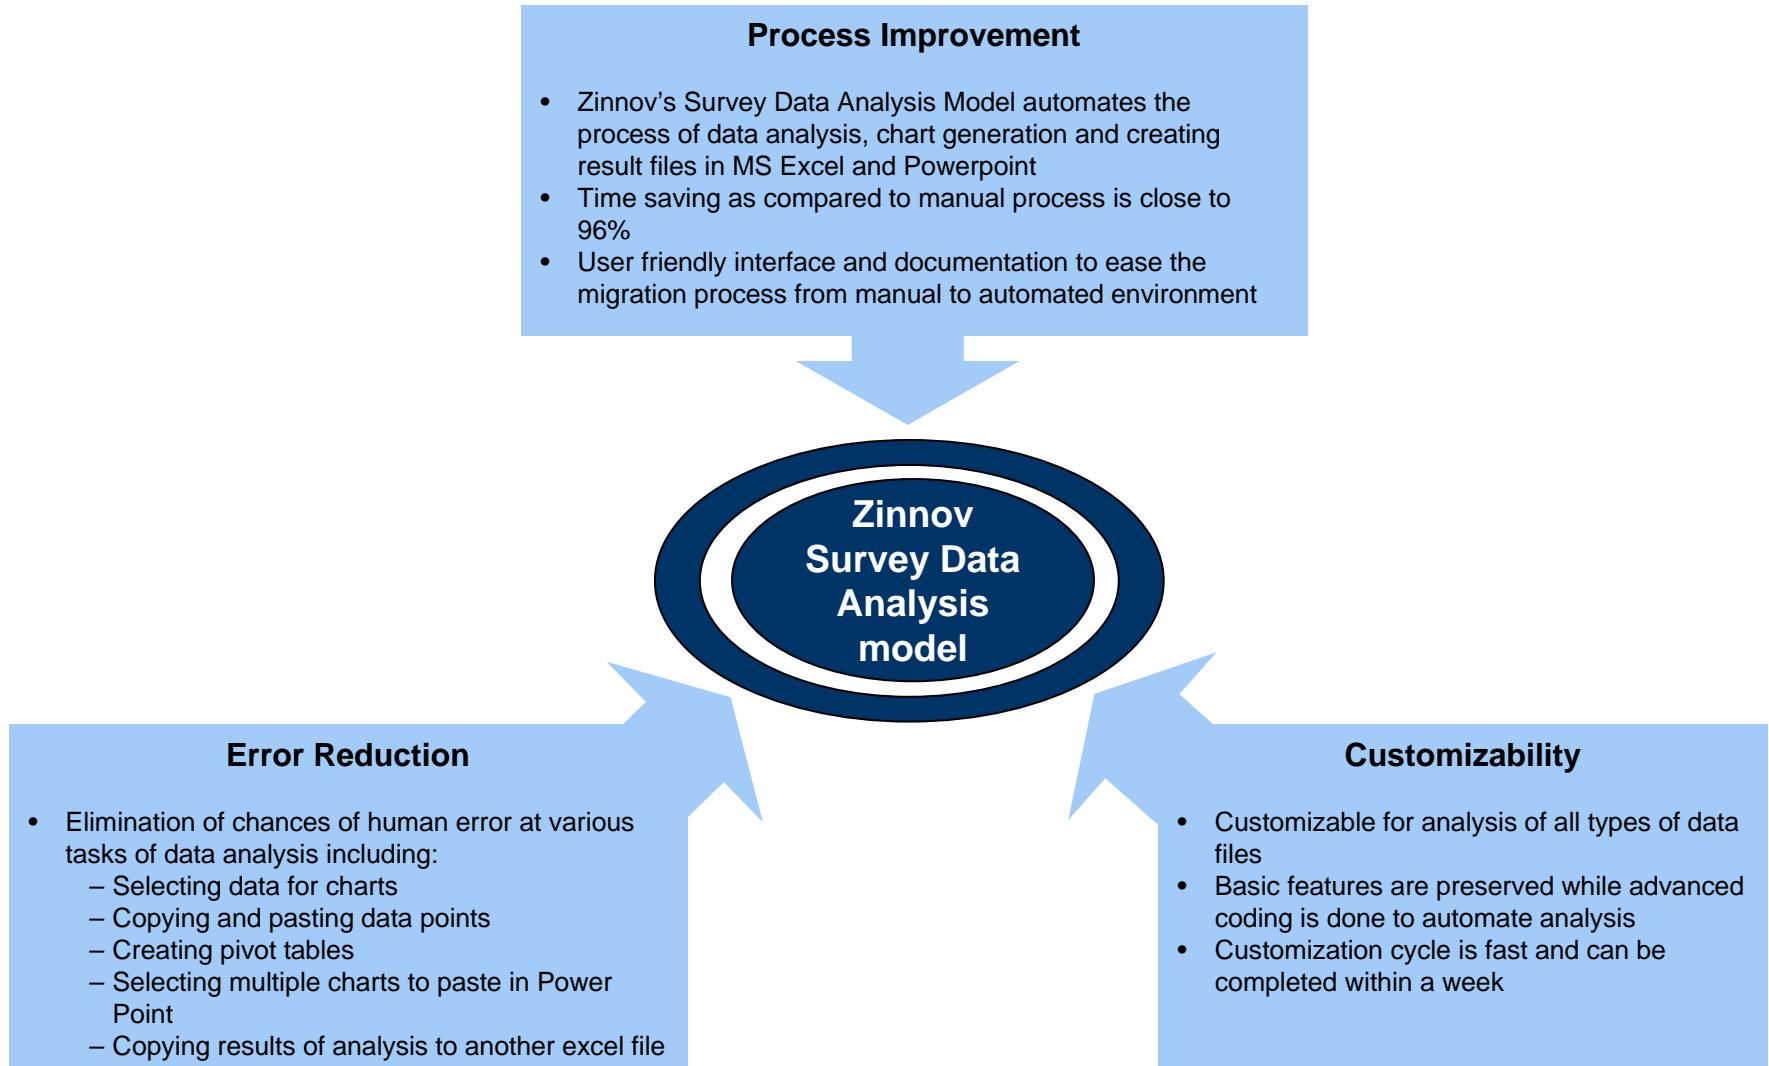 Process Improvement
• Zinnov’s Survey Data Analysis Model automates the
process of data analysis, chart generation and creating
result files in MS Excel and Powerpoint
• Time saving as compared to manual process is close to
96%
• User friendly interface and documentation to ease the
migration process from manual to automated environment
Zinnov
Survey Data
Analysis
model
Error Reduction
• Elimination of chances of human error at various
tasks of data analysis including:
– Selecting data for charts
– Copying and pasting data points
– Creating pivot tables
– Selecting multiple charts to paste in Power
Point
– Copying results of analysis to another excel file
Customizability
• Customizable for analysis of all types of data
files
• Basic features are preserved while advanced
coding is done to automate analysis
• Customization cycle is fast and can be
completed within a week